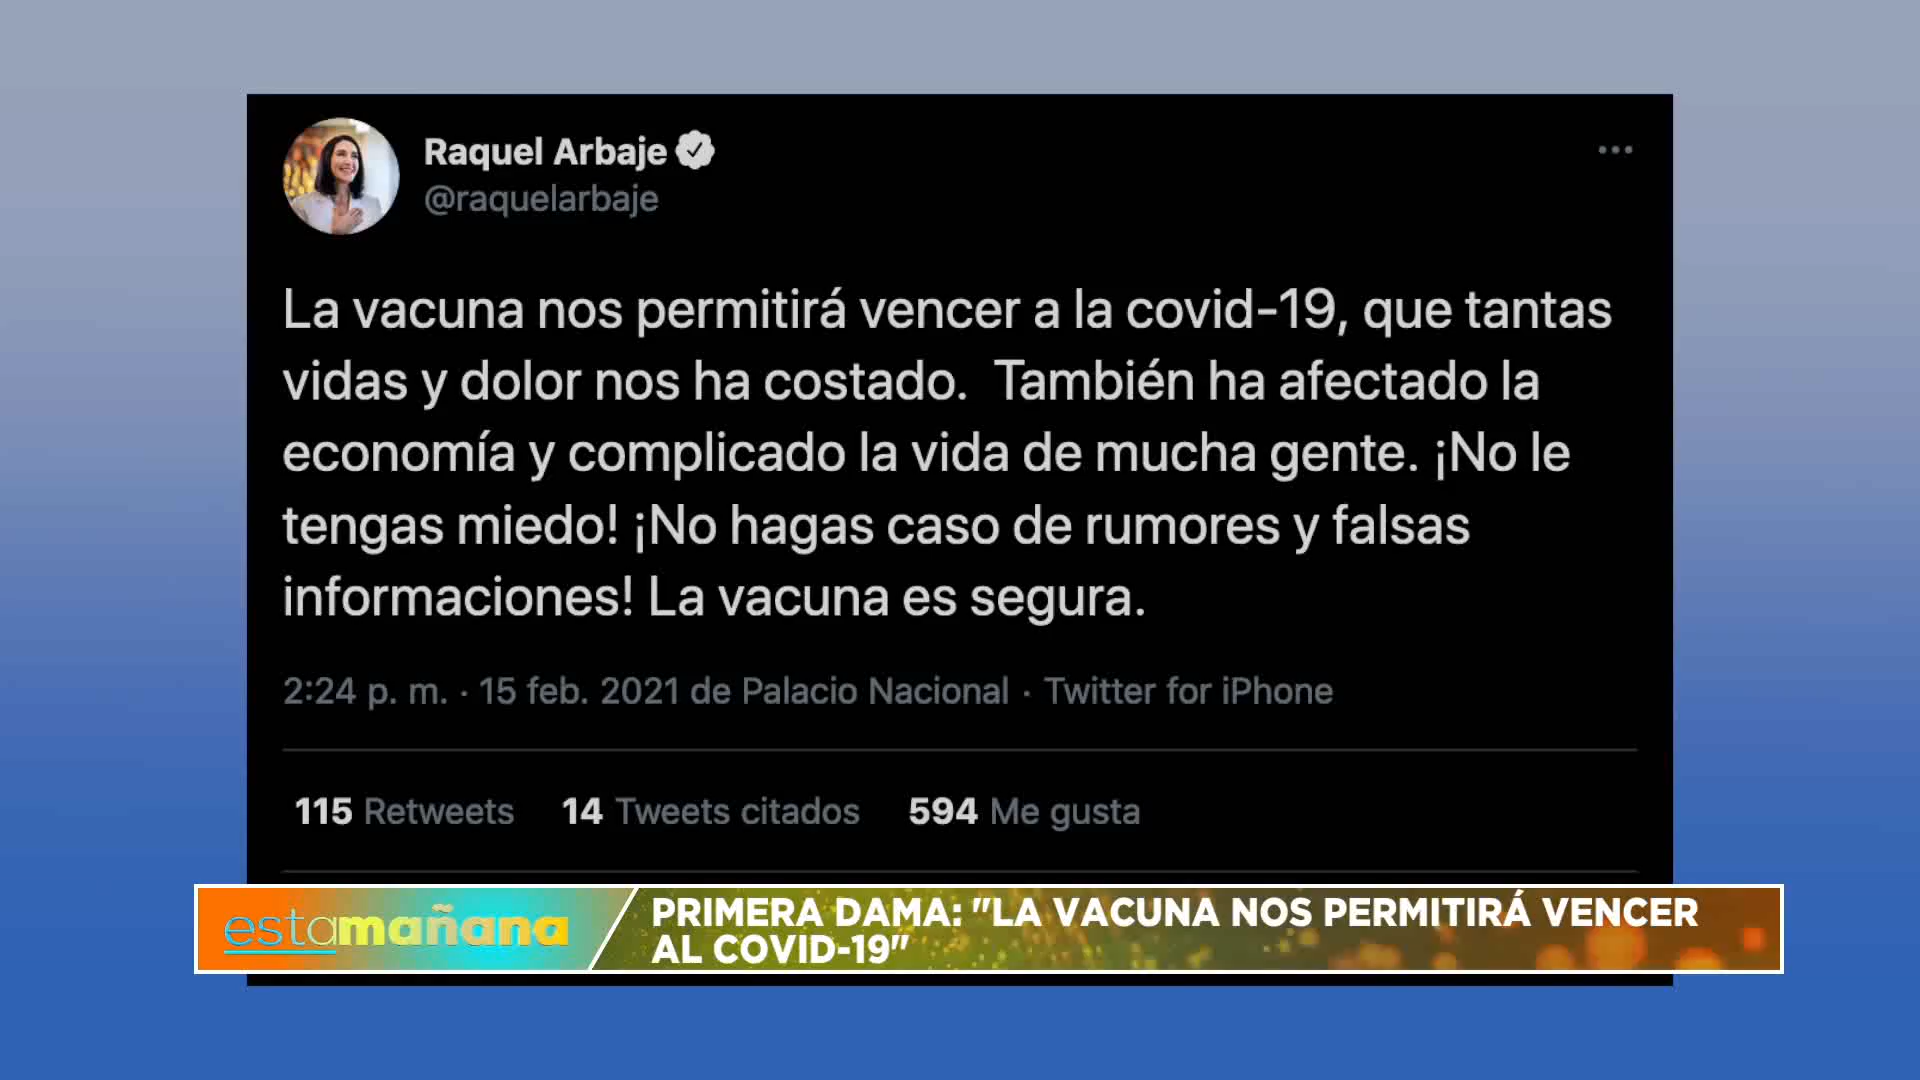 Raquel Arbaje
@raquelarbaje
La vacuna nos permitirá vencer a la covid-19, que tantas
vidas y dolor nos ha costado.  También ha afectado la
economía y complicado la vida de mucha gente. ¡No le
tengas miedo! ¡No hagas caso de rumores y falsas
informaciones! La vacuna es segura.
2:24 p. m. · 15 feb. 2021 de Palacio Nacional · Twitter for iPhone
115 Retweets 14 Tweets citados 594 Me gusta
estamañana
PRIMERA DAMA: "LA VACUNA NOS PERMITIRÁ VENCER
AL COVID-19"